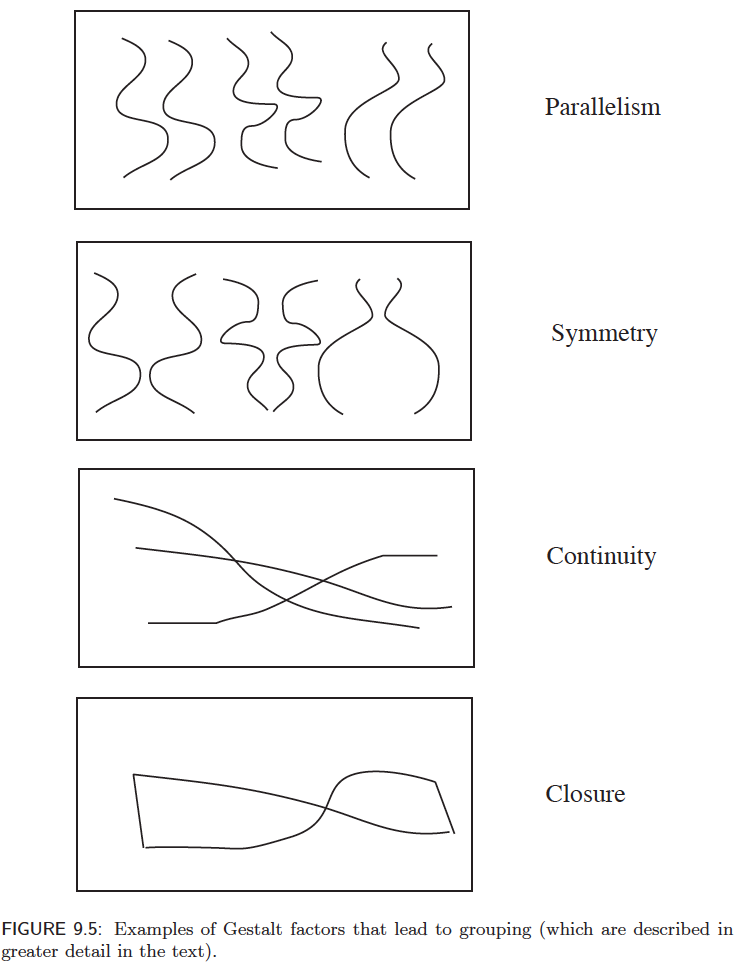 Parallelism
Symmetry
Continuity
Closure
FIGURE 9.5: Examples of Gestalt factors that lead to grouping (which are described in
greater detail in the text).